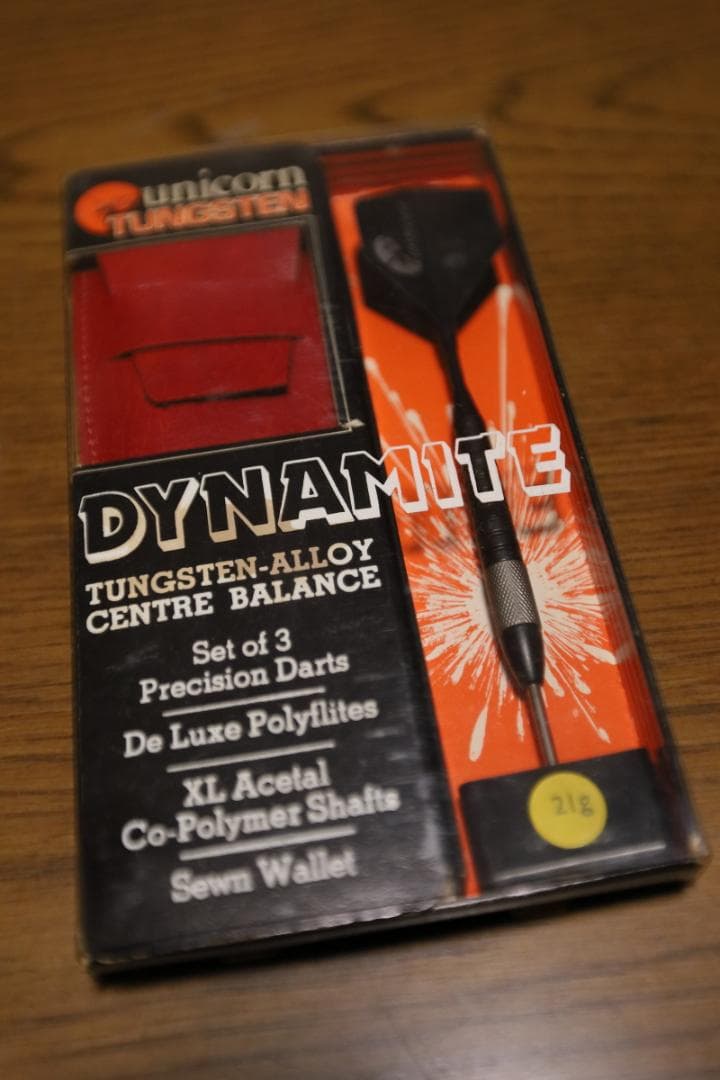 unicorn
TUNGSTEN
DYNAMITE
TUNGSTEN-ALLOY
CENTRE BALANCE
Set of 3
Precision Darts
De Luxe Polyflites
XL Acetal
Co-Polymer Shafts
Sewn Wallet
21g